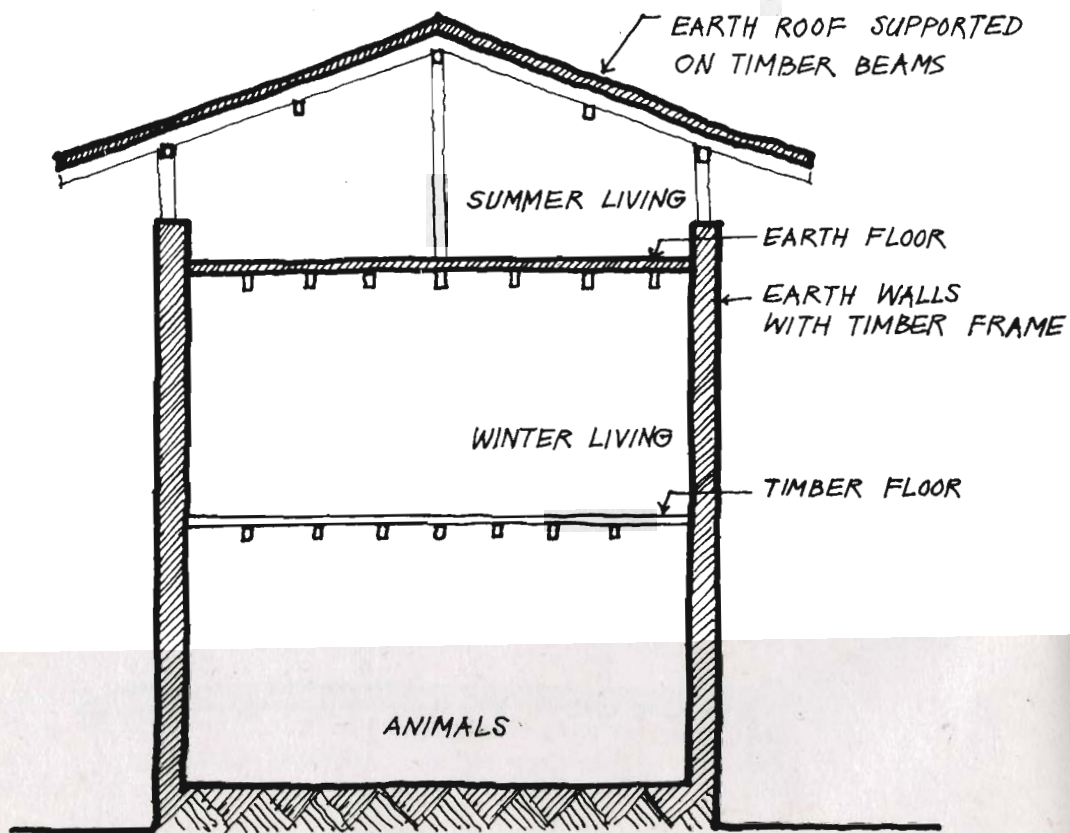 EARTH ROOF SUPPORTED
ON TIMBER BEAMS
SUMMER LIVING
EARTH FLOOR
EARTH WALLS
WITH TIMBER FRAME
WINTER LIVING
TIMBER FLOOR
ANIMALS